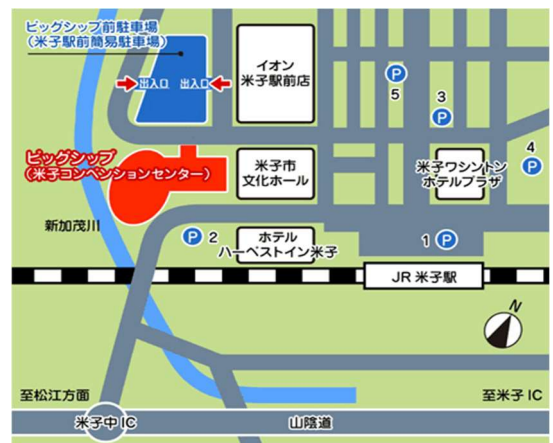 ビッグシップ前駐車場
(米子駅前簡易駐車場)
出入口 出入口
イオン
米子駅前店
P
5
3
P
4
P
ビッグシップ
(米子コンベンションセンター)
米子市
文化ホール
米子ワシントン
ホテルプラザ
新加茂川
P 2
ホテル
ハーベストイン米子
1 P
JR 米子駅
N
至松江方面
至米子 IC
米子中 IC
山陰道